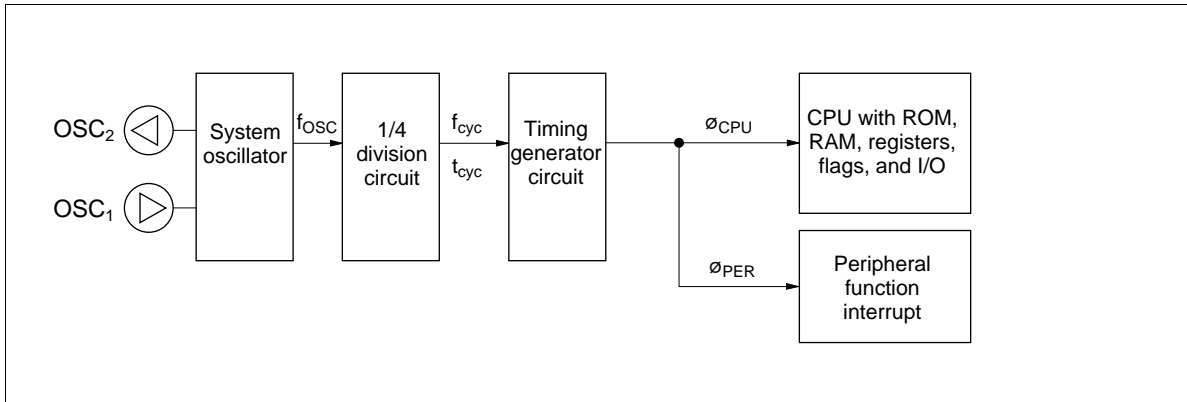 OSC₂
OSC₁
System
oscillator
fOSC
1/4
division
circuit
fcyc
tcyc
Timing
generator
circuit
øCPU
CPU with ROM,
RAM, registers,
flags, and I/O
øPER
Peripheral
function
interrupt